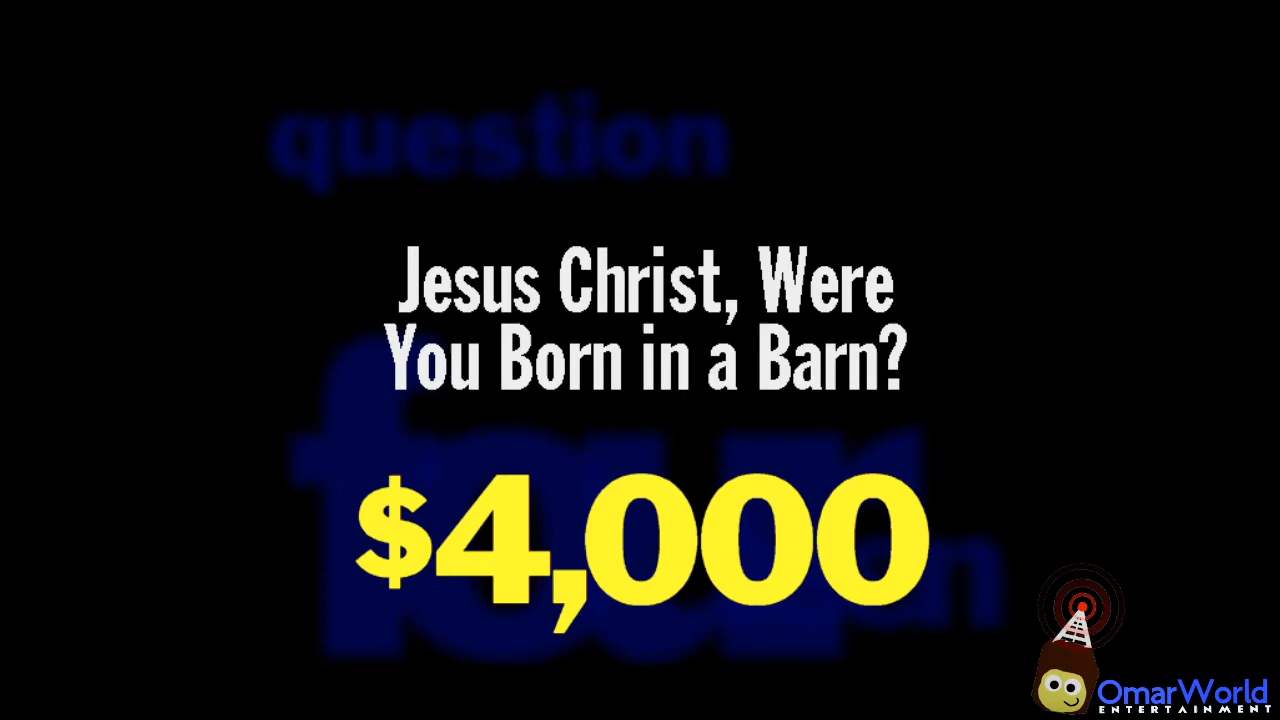 question
Jesus Christ, Were
You Born in a Barn?
$4,000
OmarWorld
ENTERTAINMENT